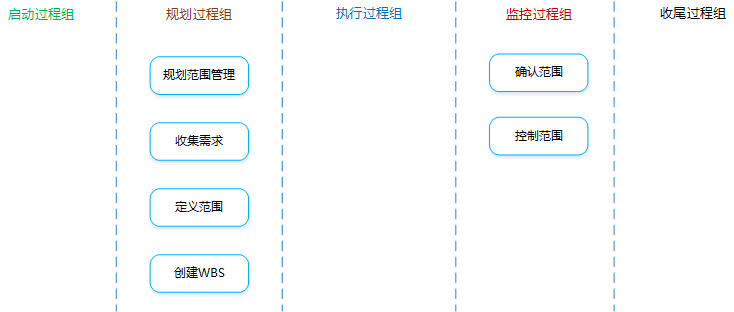 启动过程组
规划过程组
执行过程组
监控过程组
收尾过程组
规划范围管理
收集需求
定义范围
创建WBS
确认范围
控制范围